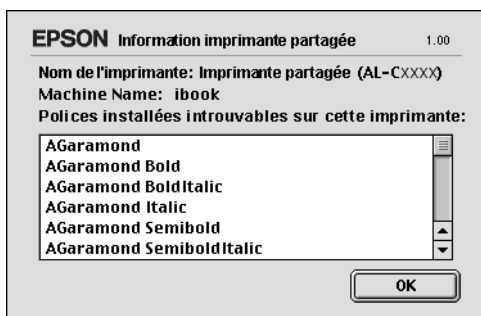 EPSON Information imprimante partagée 1.00
Nom de l'imprimante: Imprimante partagée (AL-CXXXX)
Machine Name: ibook
Polices installées introuvables sur cette imprimante:
AGaramond
AGaramond Bold
AGaramond BoldItalic
AGaramond Italic
AGaramond Semibold
AGaramond SemiboldItalic
OK